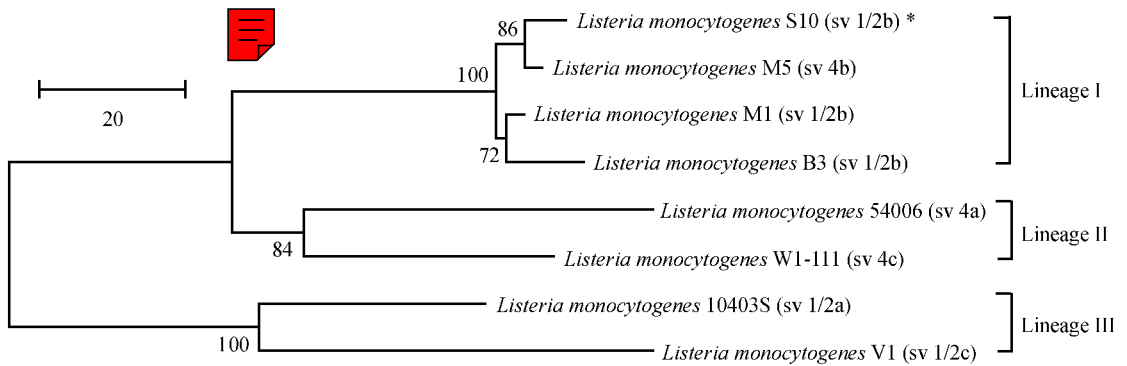 86
Listeria monocytogenes S10 (sv 1/2b) *
Listeria monocytogenes M5 (sv 4b)
100
Lineage I
20
Listeria monocytogenes M1 (sv 1/2b)
72
Listeria monocytogenes B3 (sv 1/2b)
Listeria monocytogenes 54006 (sv 4a)
Lineage II
84
Listeria monocytogenes W1-111 (sv 4c)
Listeria monocytogenes 10403S (sv 1/2a)
Lineage III
100
Listeria monocytogenes V1 (sv 1/2c)